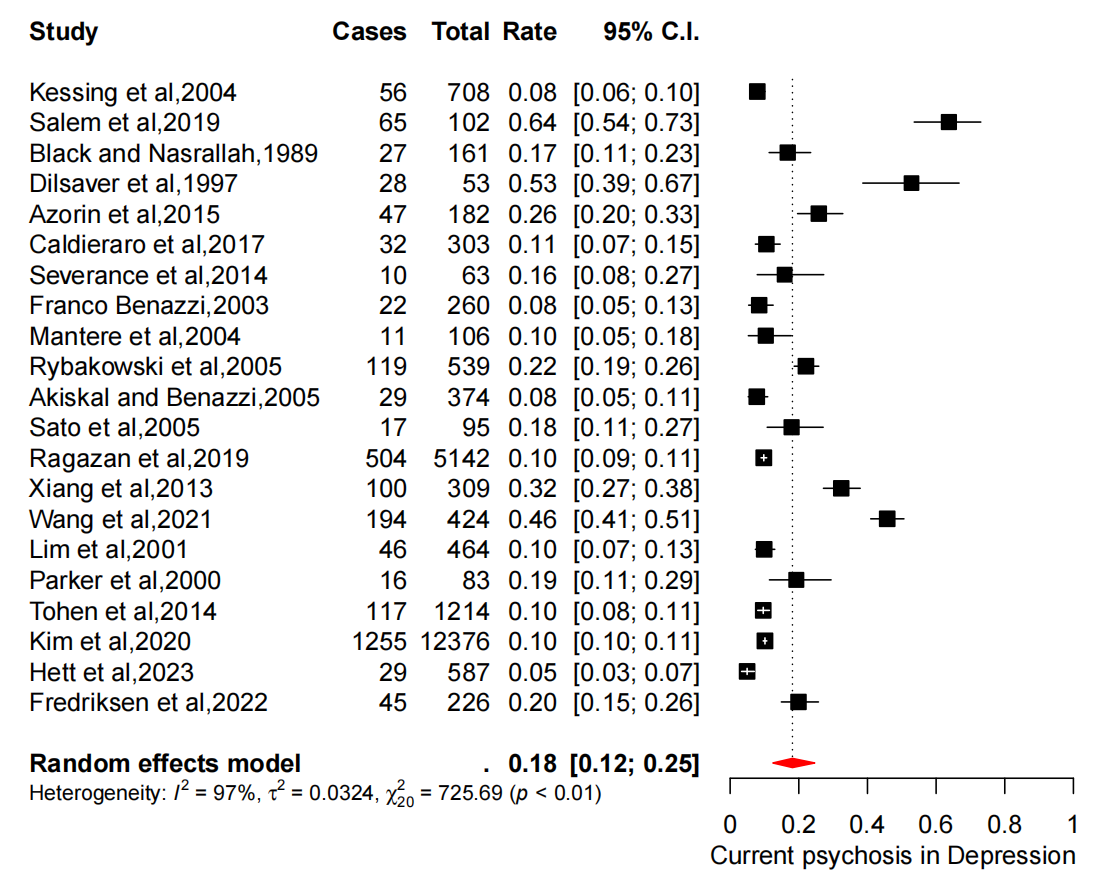 Study Cases Total Rate 95% C.I.
Kessing et al,2004 56 708 0.08 [0.06; 0.10]
Salem et al,2019 65 102 0.64 [0.54; 0.73]
Black and Nasrallah,1989 27 161 0.17 [0.11; 0.23]
Dilsaver et al,1997 28 53 0.53 [0.39; 0.67]
Azorin et al,2015 47 182 0.26 [0.20; 0.33]
Caldieraro et al,2017 32 303 0.11 [0.07; 0.15]
Severance et al,2014 10 63 0.16 [0.08; 0.27]
Franco Benazzi,2003 22 260 0.08 [0.05; 0.13]
Mantere et al,2004 11 106 0.10 [0.05; 0.18]
Rybakowski et al,2005 119 539 0.22 [0.19; 0.26]
Akiskal and Benazzi,2005 29 374 0.08 [0.05; 0.11]
Sato et al,2005 17 95 0.18 [0.11; 0.27]
Ragazan et al,2019 504 5142 0.10 [0.09; 0.11]
Xiang et al,2013 100 309 0.32 [0.27; 0.38]
Wang et al,2021 194 424 0.46 [0.41; 0.51]
Lim et al,2001 46 464 0.10 [0.07; 0.13]
Parker et al,2000 16 83 0.19 [0.11; 0.29]
Tohen et al,2014 117 1214 0.10 [0.08; 0.11]
Kim et al,2020 1255 12376 0.10 [0.10; 0.11]
Hett et al,2023 29 587 0.05 [0.03; 0.07]
Fredriksen et al,2022 45 226 0.20 [0.15; 0.26]
Random effects model . 0.18 [0.12; 0.25]
Heterogeneity: I² = 97%, τ² = 0.0324, χ²₂₀ = 725.69 (p < 0.01)
0 0.2 0.4 0.6 0.8 1
Current psychosis in Depression